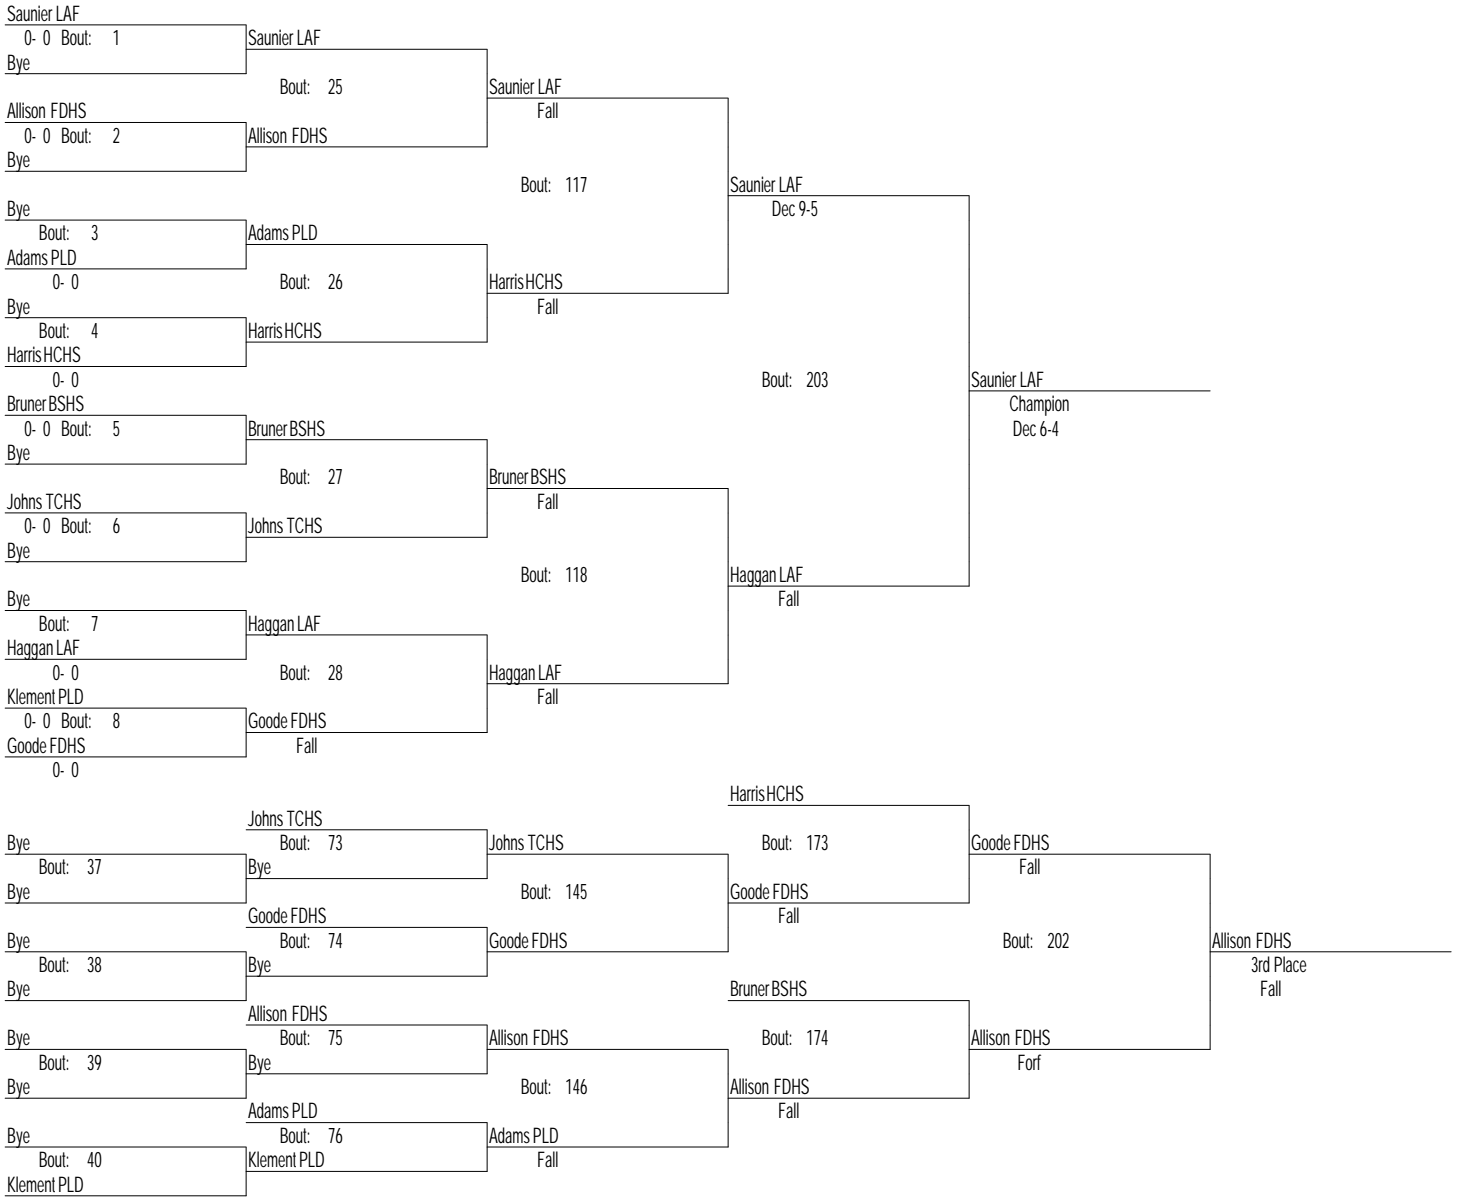 Saunier LAF
0- 0 Bout: 1
Saunier LAF
Bye
Bout: 25
Saunier LAF
Fall
Allison FDHS
0- 0 Bout: 2
Allison FDHS
Bye
Bout: 117
Saunier LAF
Dec 9-5
Bye
Bout: 3
Adams PLD
Adams PLD
0- 0
Bout: 26
Harris HCHS
Fall
Bye
Bout: 4
Harris HCHS
Harris HCHS
0- 0
Bout: 203
Saunier LAF
Champion
Dec 6-4
Bruner BSHS
0- 0 Bout: 5
Bruner BSHS
Bye
Bout: 27
Bruner BSHS
Fall
Johns TCHS
0- 0 Bout: 6
Johns TCHS
Bye
Bout: 118
Haggan LAF
Fall
Bye
Bout: 7
Haggan LAF
Haggan LAF
0- 0
Bout: 28
Haggan LAF
Fall
Klement PLD
0- 0 Bout: 8
Goode FDHS
Fall
Goode FDHS
0- 0
Harris HCHS
Johns TCHS
Bye
Bout: 73
Johns TCHS
Bout: 173
Goode FDHS
Fall
Bout: 37
Bye
Bye
Bout: 145
Goode FDHS
Fall
Goode FDHS
Bye
Bout: 74
Goode FDHS
Bout: 202
Allison FDHS
3rd Place
Fall
Bout: 38
Bye
Bye
Bruner BSHS
Allison FDHS
Bye
Bout: 75
Allison FDHS
Bout: 174
Allison FDHS
Forf
Bout: 39
Bye
Bye
Bout: 146
Allison FDHS
Fall
Adams PLD
Bye
Bout: 76
Adams PLD
Fall
Bout: 40
Klement PLD
Klement PLD